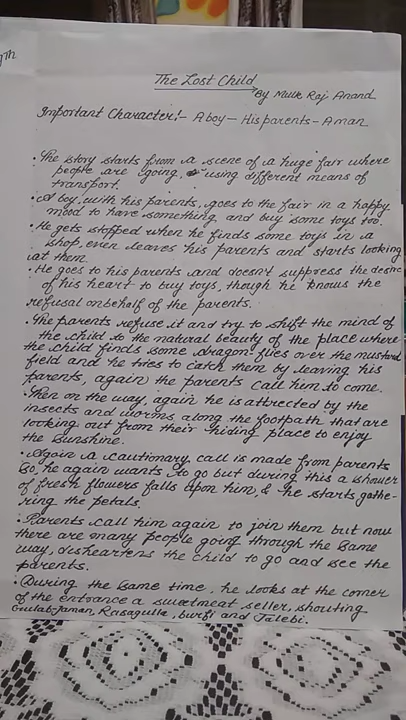 9th
The Lost Child
By Mulk Raj Anand
Important Character:- A boy - His parents - A man
• The story starts from a scene of a huge fair where
people are going, using different means of
transport.
• A boy, with his parents, goes to the fair in a happy
mood to have something, and buy some toys too.
• He gets stopped when he finds some toys in a
shop, even leaves his parents and starts looking
at them.
• He goes to his parents and doesn't suppress the desire
of his heart to buy toys, though he knows the
refusal onbehalf of the parents.
• The parents refuse it and try to shift the mind of
the child to the natural beauty of the place where
the child finds some dragon-flies over the mustard
field and he tries to catch them by leaving his
parents, again the parents call him to come.
• Then on the way, again he is attracted by the
insects and worms along the footpath that are
looking out from their hiding place to enjoy
the Sunshine.
• Again a cautionary call is made from parents
So, he again wants to go but during this a shower
of fresh flowers falls upon him, & he starts gathe-
ring the petals.
• Parents call him again to join them but now
there are many people going through the same
way, disheartens the child to go and see the
parents.
• During the same time, he looks at the corner
of the entrance a sweetmeat seller, shouting
Gulab-Jaman, Rasagulla, burfi and Jalebi.